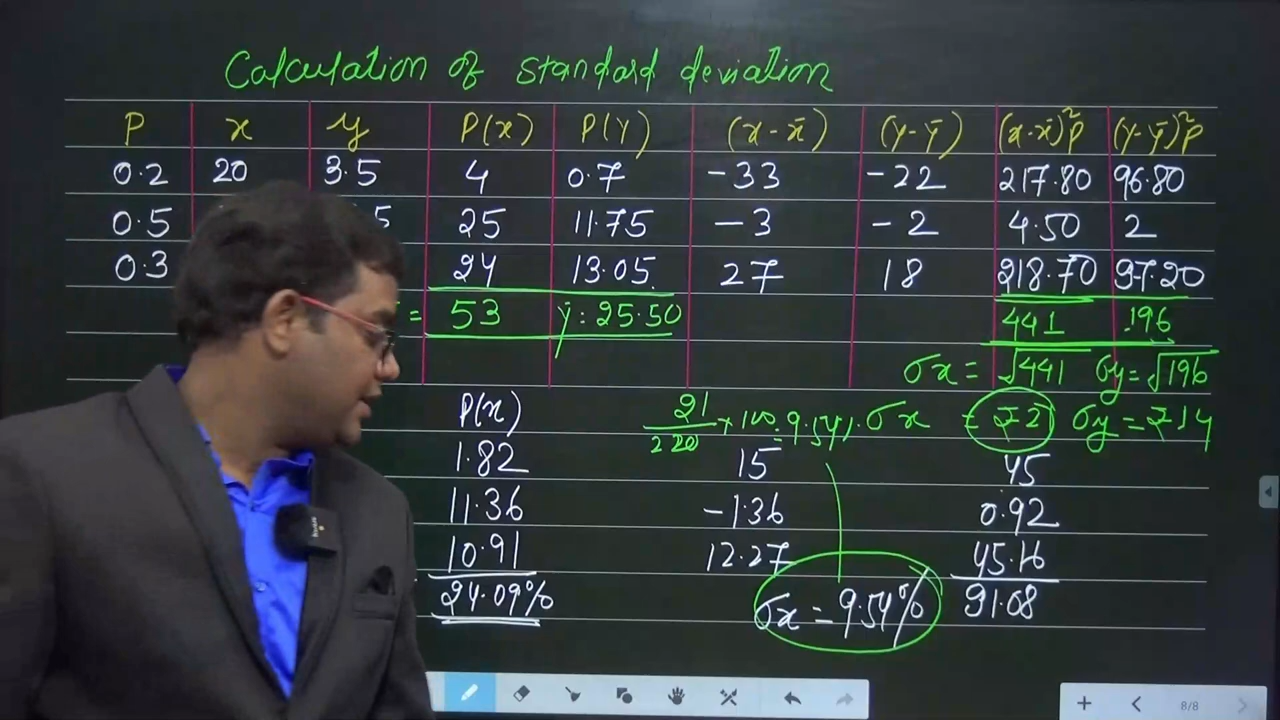 Calculation of standard deviation
P x y P(x) P(Y) (x-x̄) (y-ȳ) (x-x̄)²P (y-ȳ)²P
0.2 20 3.5 4 0.7 -33 -22 217.80 96.80
0.5 5 25 11.75 -3 -2 4.50 2
0.3 24 13.05 27 18 218.70 97.20
= 53 ȳ: 25.50 441 196
σx = √441 σy = √196
P(x) 21/220 × 100 = 9.54%. σx = ₹2 σy = ₹14
1.82 15 45
11.36 -1.36 0.92
10.91 12.27 45.16
24.09% σx = 9.54% 91.08
8/8